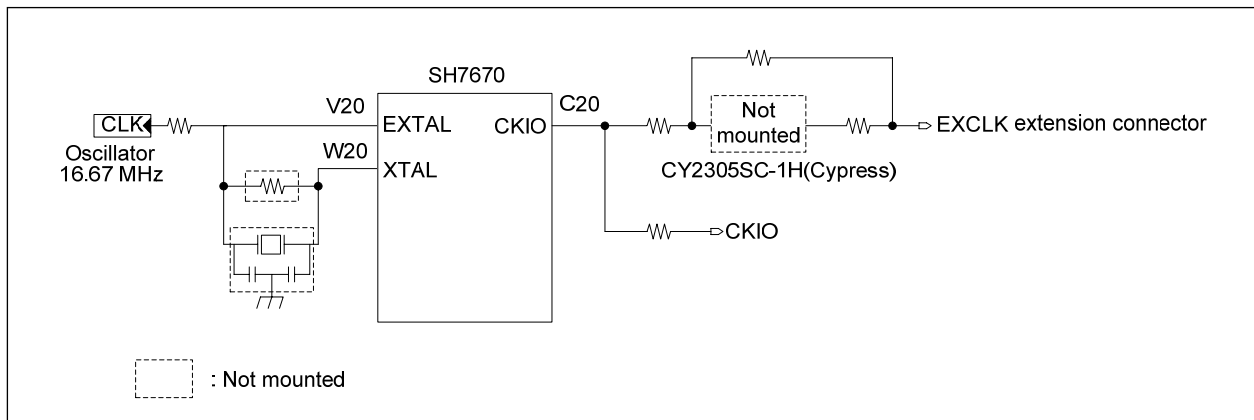 SH7670
V20
C20
CLK
EXTAL
CKIO
Not
mounted
EXCLK extension connector
Oscillator
16.67 MHz
W20
XTAL
CY2305SC-1H(Cypress)
CKIO
: Not mounted